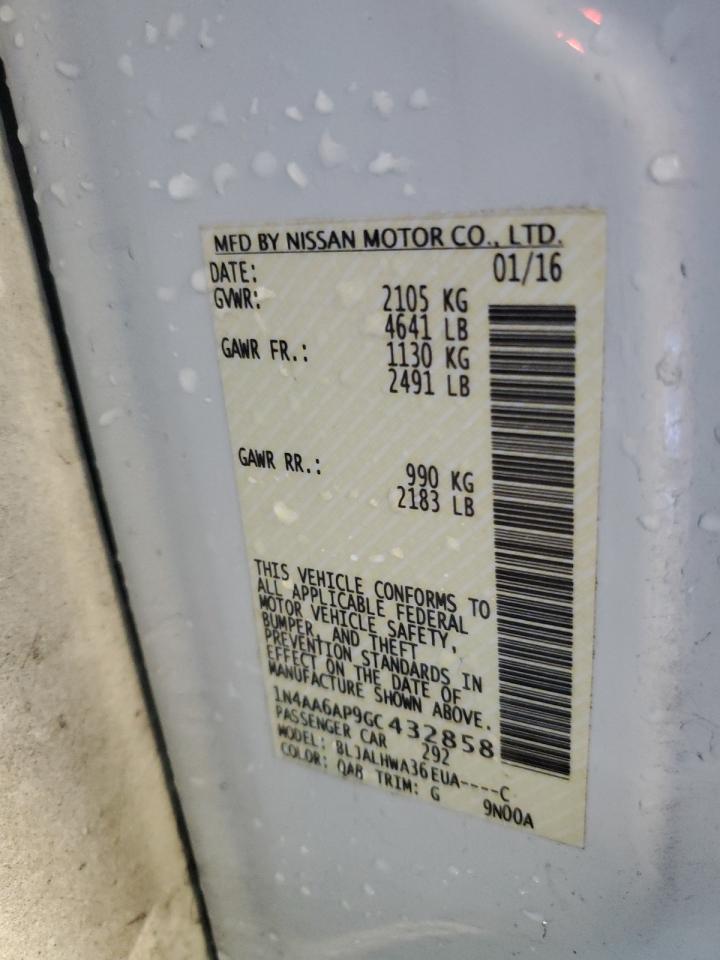 MFD BY NISSAN MOTOR CO., LTD.
DATE: 01/16
GVWR: 2105 KG
4641 LB
GAWR FR.: 1130 KG
2491 LB
GAWR RR.: 990 KG
2183 LB
THIS VEHICLE CONFORMS TO
ALL APPLICABLE FEDERAL
MOTOR VEHICLE SAFETY,
BUMPER, AND THEFT
PREVENTION STANDARDS IN
EFFECT ON THE DATE OF
MANUFACTURE SHOWN ABOVE.
1N4AA6AP9GC432858
PASSENGER CAR 292
MODEL: BLJALHWA36EUA----C
COLOR: QAB TRIM: G 9N00A